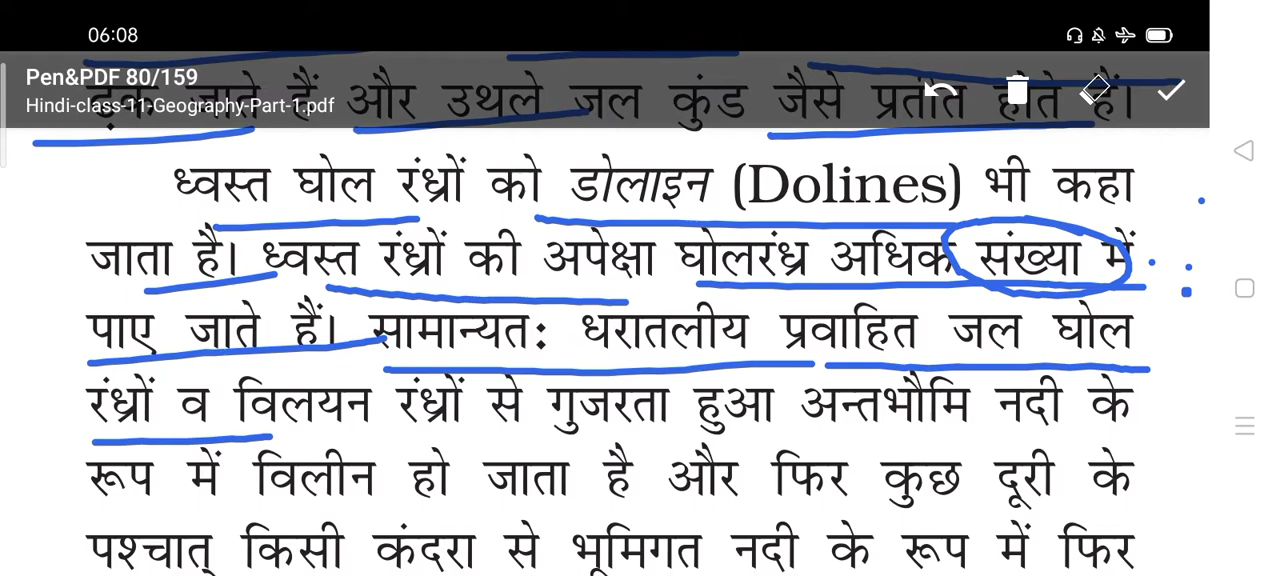 06:08
Pen&PDF 80/159
Hindi-class-11-Geography-Part-1.pdf
ढ़क जाते हैं और उथले जल कुंड जैसे प्रतीत होते हैं।
ध्वस्त घोल रंध्रों को डोलाइन (Dolines) भी कहा
जाता है। ध्वस्त रंध्रों की अपेक्षा घोलरंध्र अधिक संख्या में
पाए जाते हैं। सामान्यत: धरातलीय प्रवाहित जल घोल
रंध्रों व विलयन रंध्रों से गुजरता हुआ अन्तभौमि नदी के
रूप में विलीन हो जाता है और फिर कुछ दूरी के
पश्चात् किसी कंदरा से भूमिगत नदी के रूप में फिर